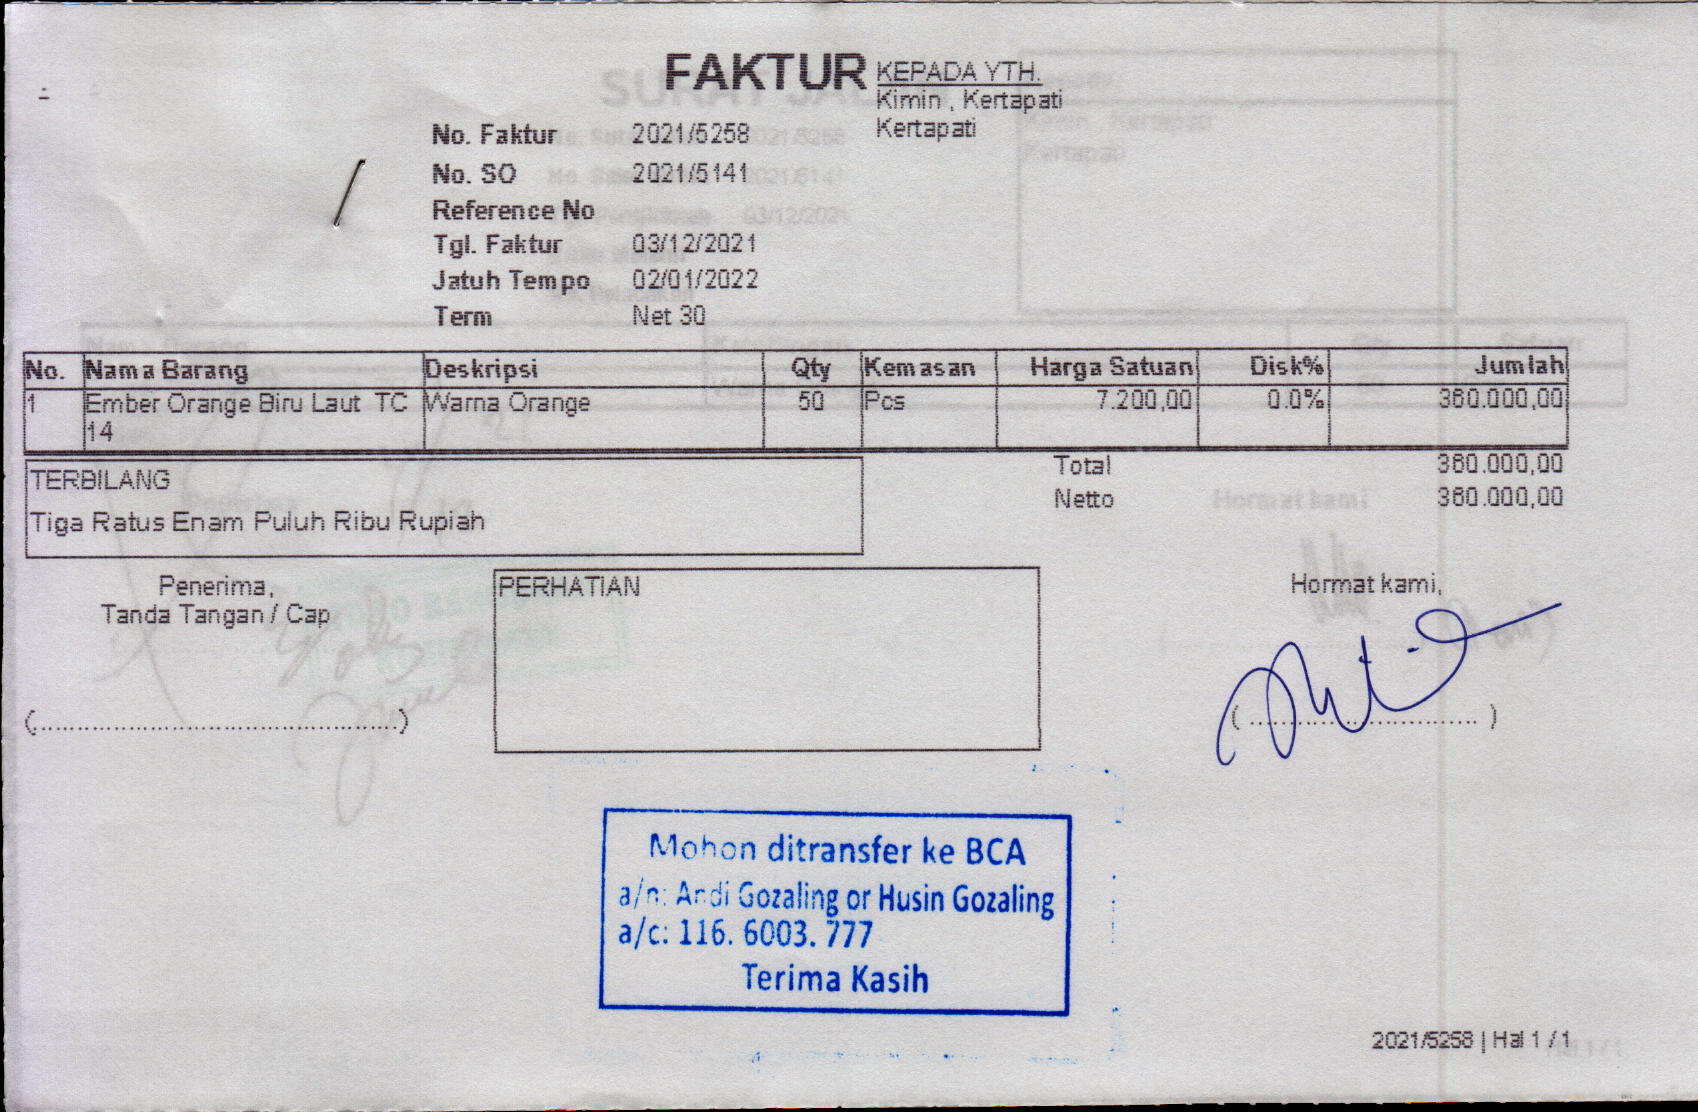 FAKTUR
KEPADA YTH.
Kimin , Kertapati
Kertapati
No. Faktur 2021/5258
No. SO 2021/5141
Reference No
Tgl. Faktur 03/12/2021
Jatuh Tempo 02/01/2022
Term Net 30
No. Nama Barang Deskripsi Qty Kemasan Harga Satuan Disk% Jumlah
1 Ember Orange Biru Laut TC Warna Orange 50 Pcs 7.200,00 0.0% 360.000,00
14
Total 360.000,00
Netto 360.000,00
TERBILANG
Tiga Ratus Enam Puluh Ribu Rupiah
Penerima,
Tanda Tangan / Cap
(................................................)
PERHATIAN
Hormat kami,
( .............................. )
Mohon ditransfer ke BCA
a/n: Andi Gozaling or Husin Gozaling
a/c: 116. 6003. 777
Terima Kasih
2021/5258 | Hal 1 / 1